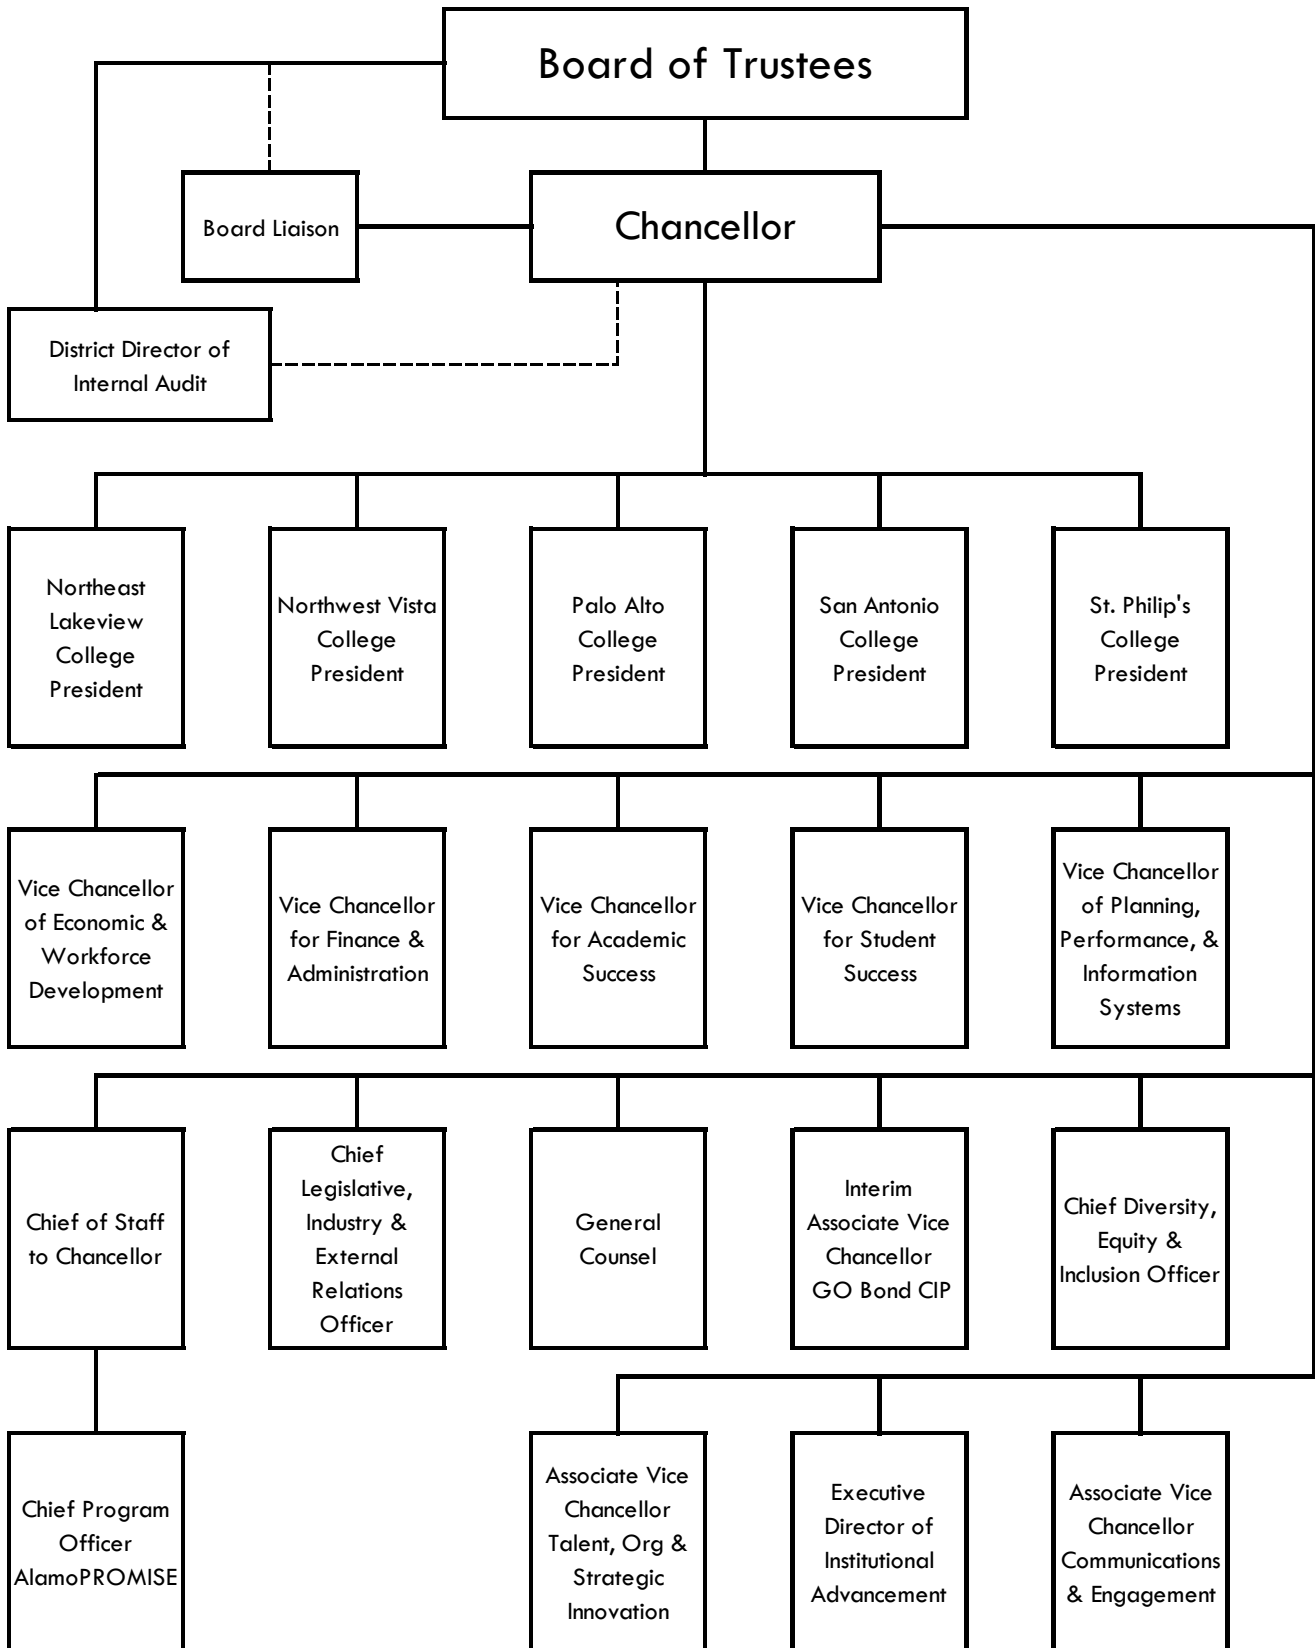 Board of Trustees
Board Liaison
Chancellor
District Director of
Internal Audit
Northeast
Lakeview
College
President
Northwest Vista
College
President
Palo Alto
College
President
San Antonio
College
President
St. Philip's
College
President
Vice Chancellor
of Economic &
Workforce
Development
Vice Chancellor
for Finance &
Administration
Vice Chancellor
for Academic
Success
Vice Chancellor
for Student
Success
Vice Chancellor
of Planning,
Performance, &
Information
Systems
Chief of Staff
to Chancellor
Chief
Legislative,
Industry &
External
Relations
Officer
General
Counsel
Interim
Associate Vice
Chancellor
GO Bond CIP
Chief Diversity,
Equity &
Inclusion Officer
Chief Program
Officer
AlamoPROMISE
Associate Vice
Chancellor
Talent, Org &
Strategic
Innovation
Executive
Director of
Institutional
Advancement
Associate Vice
Chancellor
Communications
& Engagement